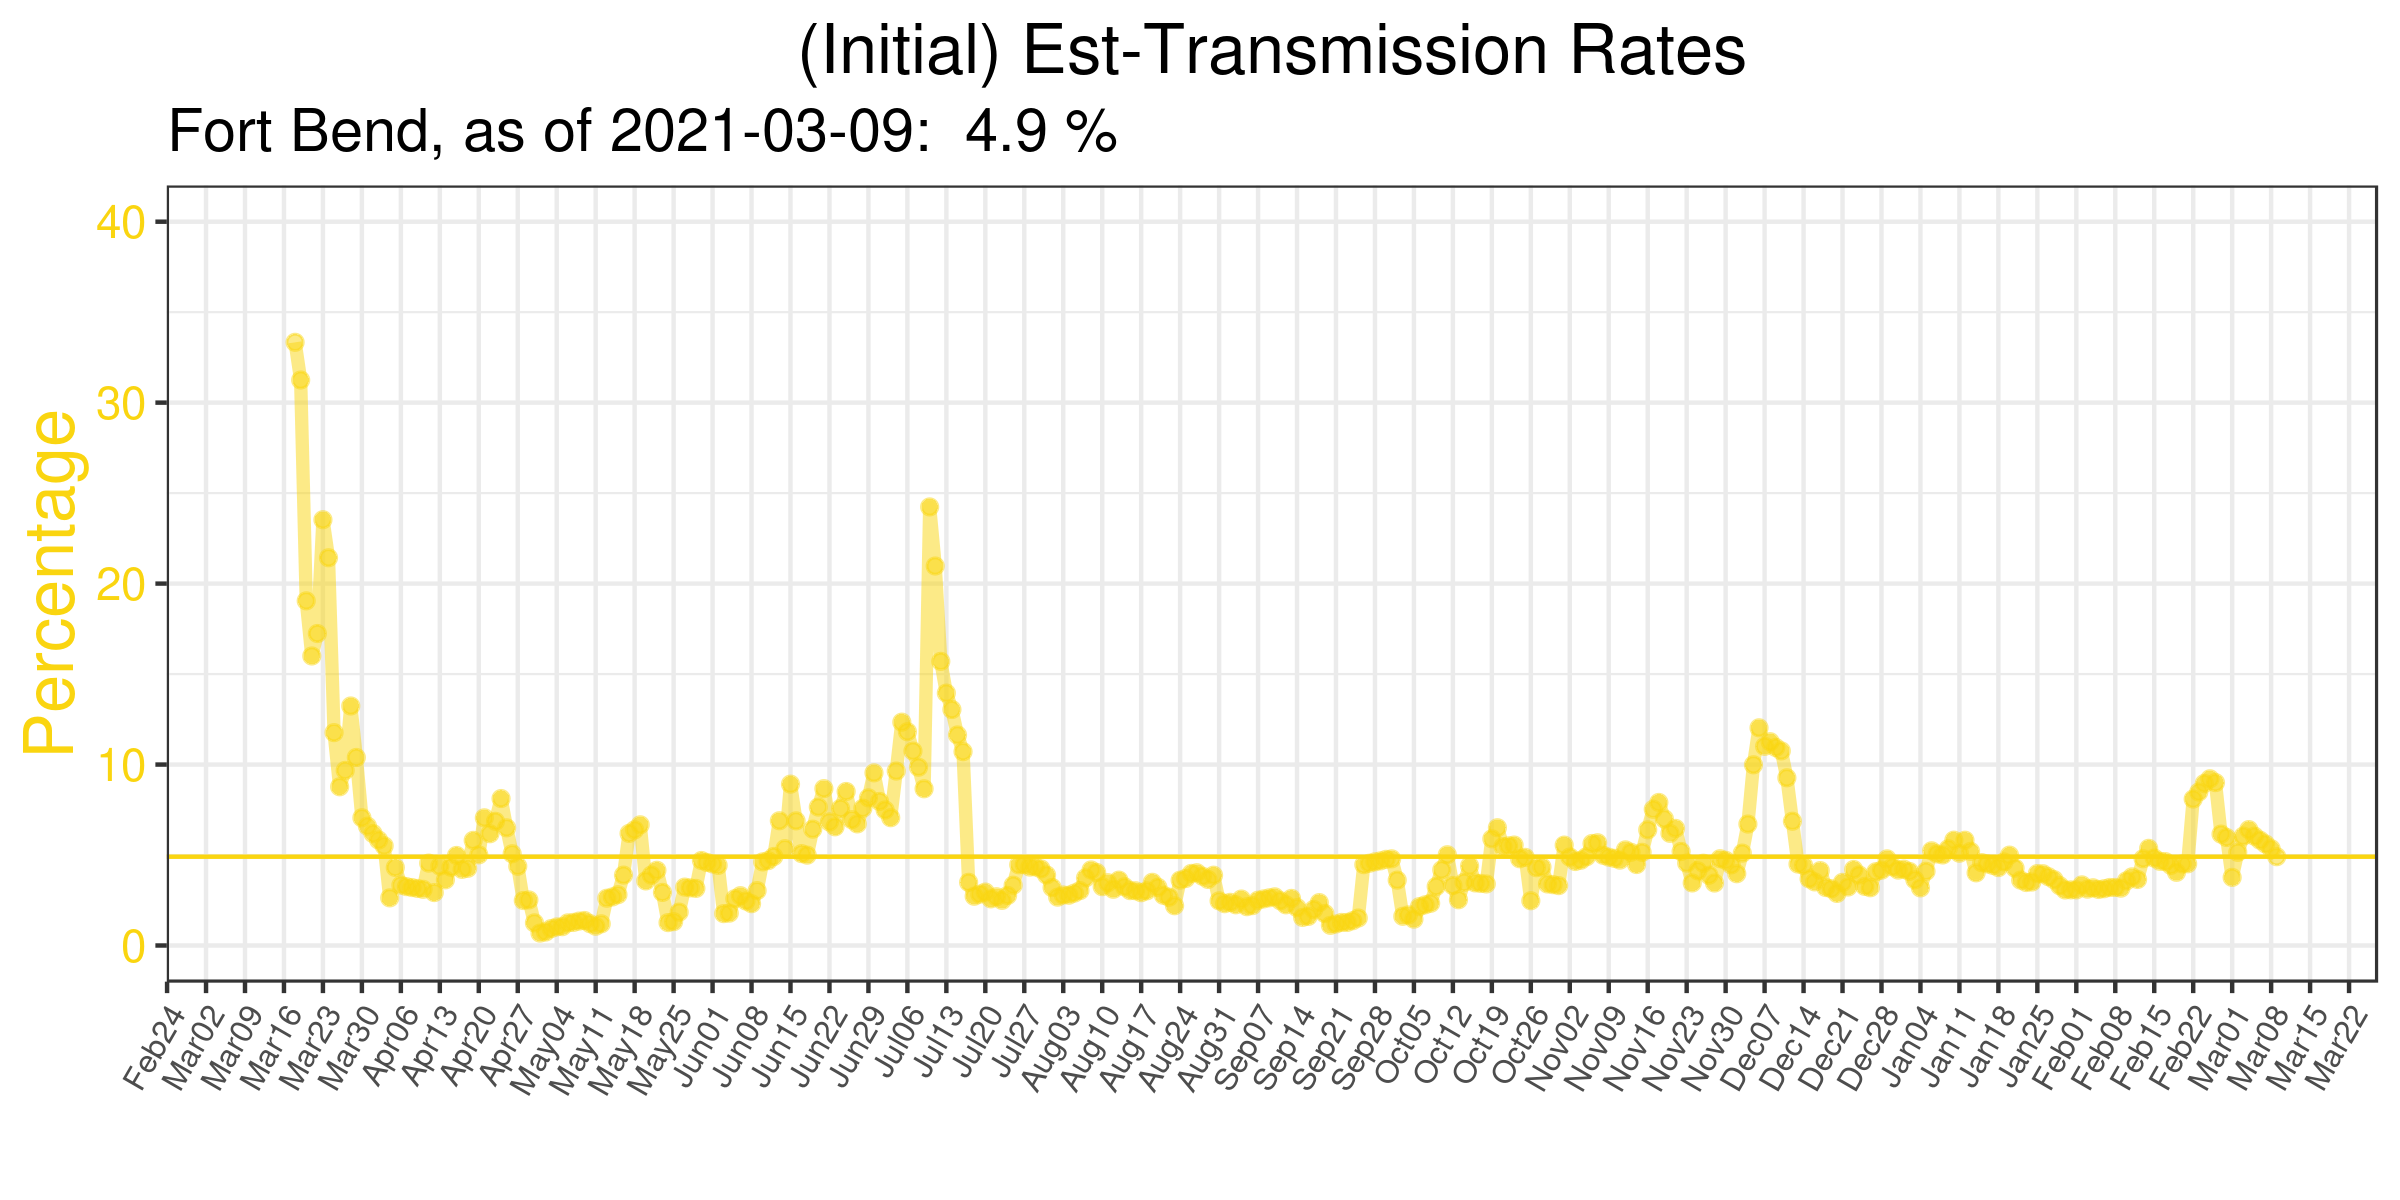 (Initial) Est-Transmission Rates
Fort Bend, as of 2021-03-09:  4.9 %
Percentage
40
30
20
10
0
Feb24
Mar02
Mar09
Mar16
Mar23
Mar30
Apr06
Apr13
Apr20
Apr27
May04
May11
May18
May25
Jun01
Jun08
Jun15
Jun22
Jun29
Jul06
Jul13
Jul20
Jul27
Aug03
Aug10
Aug17
Aug24
Aug31
Sep07
Sep14
Sep21
Sep28
Oct05
Oct12
Oct19
Oct26
Nov02
Nov09
Nov16
Nov23
Nov30
Dec07
Dec14
Dec21
Dec28
Jan04
Jan11
Jan18
Jan25
Feb01
Feb08
Feb15
Feb22
Mar01
Mar08
Mar15
Mar22